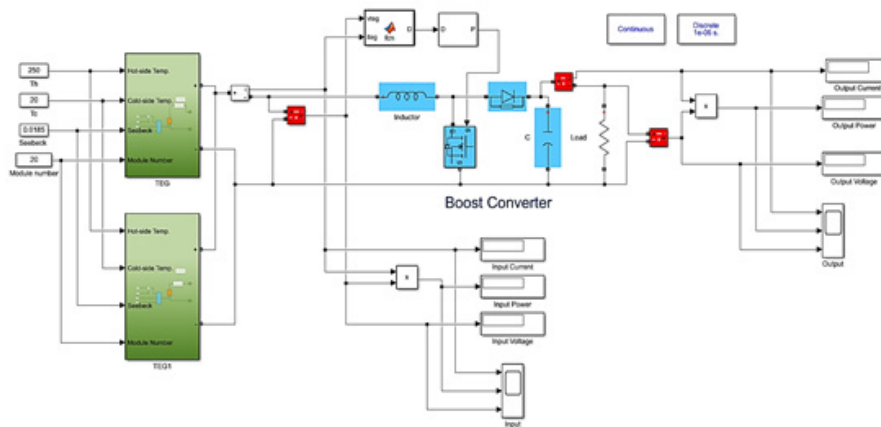 250
Th
20
Tc
0.0185
Seebeck
20
Module number
Hot-side Temp.
Cold-side Temp.
Seebeck
Module Number
TEG
Hot-side Temp.
Cold-side Temp.
Seebeck
Module Number
TEG1
vteg
iteg
fcn
D
D
P
Continuous
Discrete
1e-06 s.
Inductor
C
Load
Boost Converter
Output Current
Output Power
Output Voltage
Output
Input Current
Input Power
Input Voltage
Input